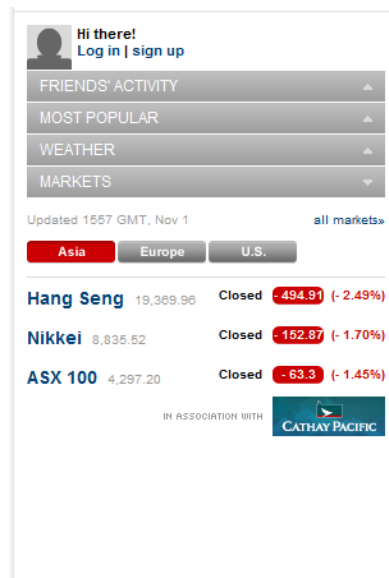 Hi there!
Log in | sign up
FRIENDS' ACTIVITY
MOST POPULAR
WEATHER
MARKETS
Updated 1557 GMT, Nov 1 all markets»
Asia Europe U.S.
Hang Seng 19,369.96 Closed - 494.91 (- 2.49%)
Nikkei 8,835.52 Closed - 152.87 (- 1.70%)
ASX 100 4,297.20 Closed - 63.3 (- 1.45%)
IN ASSOCIATION WITH CATHAY PACIFIC